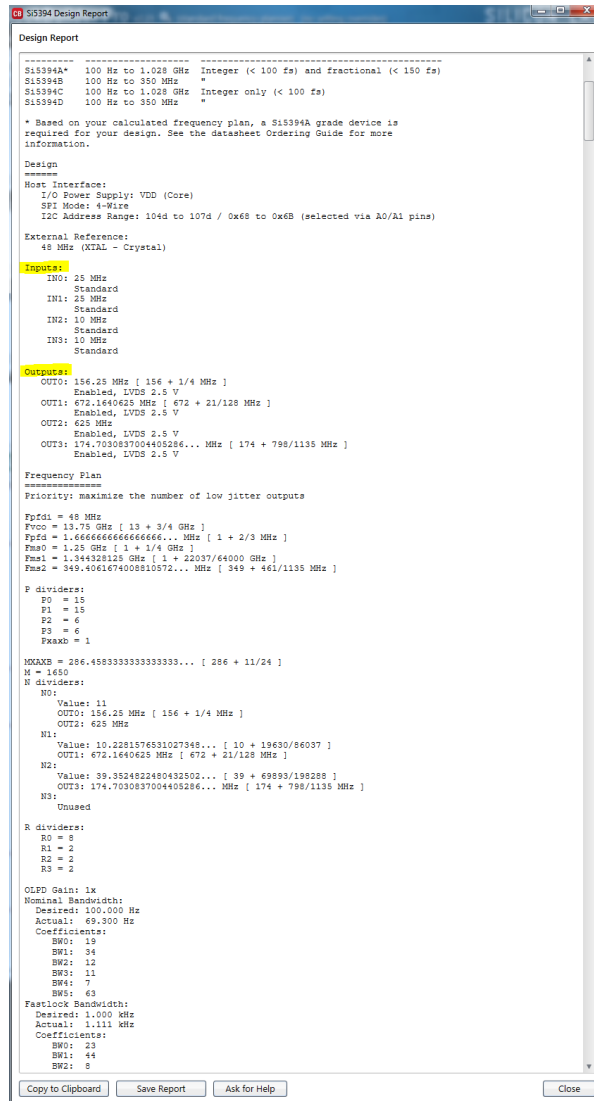 CB Si5394 Design Report
Design Report
--------- ------------------- --------------------------------------------
Si5394A* 100 Hz to 1.028 GHz Integer (< 100 fs) and fractional (< 150 fs)
Si5394B 100 Hz to 350 MHz "
Si5394C 100 Hz to 1.028 GHz Integer only (< 100 fs)
Si5394D 100 Hz to 350 MHz "
* Based on your calculated frequency plan, a Si5394A grade device is
required for your design. See the datasheet Ordering Guide for more
information.
Design
======
Host Interface:
I/O Power Supply: VDD (Core)
SPI Mode: 4-Wire
I2C Address Range: 104d to 107d / 0x68 to 0x6B (selected via A0/A1 pins)
External Reference:
48 MHz (XTAL - Crystal)
Inputs:
IN0: 25 MHz
Standard
IN1: 25 MHz
Standard
IN2: 10 MHz
Standard
IN3: 10 MHz
Standard
Outputs:
OUT0: 156.25 MHz [ 156 + 1/4 MHz ]
Enabled, LVDS 2.5 V
OUT1: 672.1640625 MHz [ 672 + 21/128 MHz ]
Enabled, LVDS 2.5 V
OUT2: 625 MHz
Enabled, LVDS 2.5 V
OUT3: 174.7030837004405286... MHz [ 174 + 798/1135 MHz ]
Enabled, LVDS 2.5 V
Frequency Plan
==============
Priority: maximize the number of low jitter outputs
Fpfdi = 48 MHz
Fvco = 13.75 GHz [ 13 + 3/4 GHz ]
Fpfd = 1.6666666666666666... MHz [ 1 + 2/3 MHz ]
Fms0 = 1.25 GHz [ 1 + 1/4 GHz ]
Fms1 = 1.344328125 GHz [ 1 + 22037/64000 GHz ]
Fms2 = 349.4061674008810572... MHz [ 349 + 461/1135 MHz ]
P dividers:
P0 = 15
P1 = 15
P2 = 6
P3 = 6
Pxaxb = 1
MXAXB = 286.4583333333333333... [ 286 + 11/24 ]
M = 1650
N dividers:
N0:
Value: 11
OUT0: 156.25 MHz [ 156 + 1/4 MHz ]
OUT2: 625 MHz
N1:
Value: 10.2281576531027348... [ 10 + 19630/86037 ]
OUT1: 672.1640625 MHz [ 672 + 21/128 MHz ]
N2:
Value: 39.3524822480432502... [ 39 + 69893/198288 ]
OUT3: 174.7030837004405286... MHz [ 174 + 798/1135 MHz ]
N3:
Unused
R dividers:
R0 = 8
R1 = 2
R2 = 2
R3 = 2
OLPD Gain: 1x
Nominal Bandwidth:
Desired: 100.000 Hz
Actual: 69.300 Hz
Coefficients:
BW0: 19
BW1: 34
BW2: 12
BW3: 11
BW4: 7
BW5: 63
Fastlock Bandwidth:
Desired: 1.000 kHz
Actual: 1.111 kHz
Coefficients:
BW0: 23
BW1: 44
BW2: 8
Copy to Clipboard Save Report Ask for Help Close